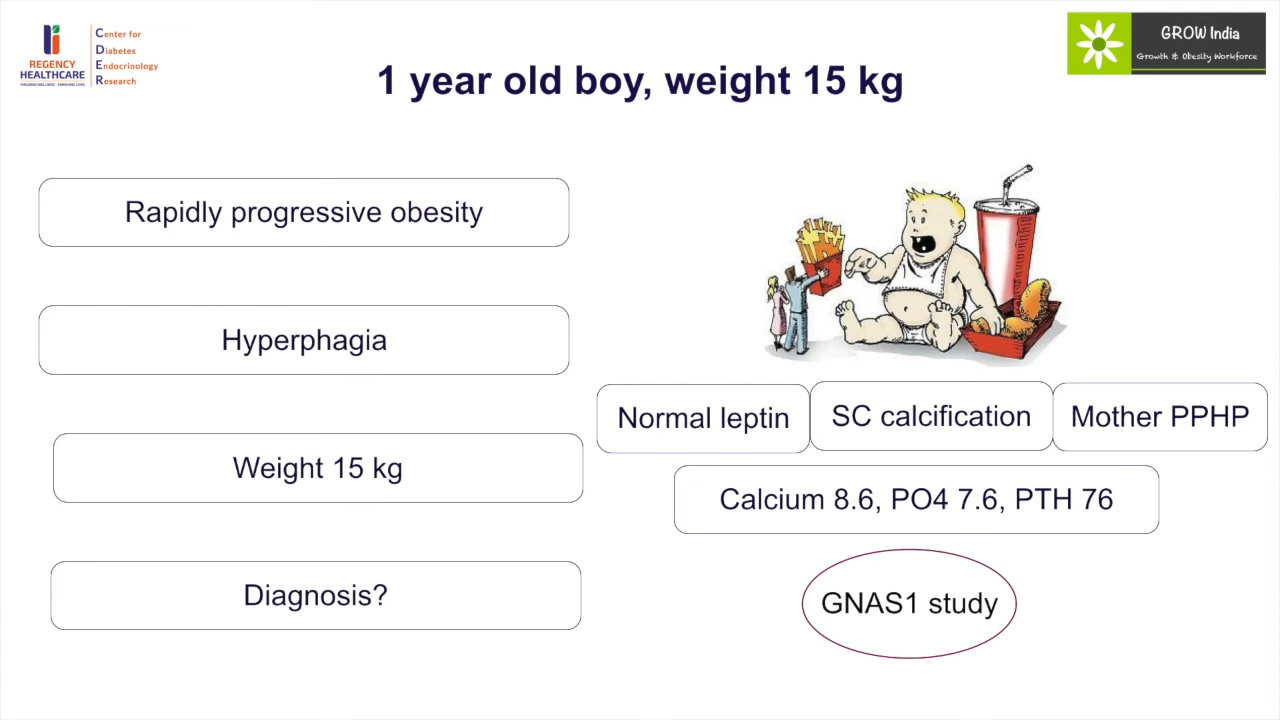 REGENCY
HEALTHCARE
Center for
Diabetes
Endocrinology
Research
GROW India
Growth & Obesity Workforce
1 year old boy, weight 15 kg
Rapidly progressive obesity
Hyperphagia
Weight 15 kg
Diagnosis?
Normal leptin
SC calcification
Mother PPHP
Calcium 8.6, PO4 7.6, PTH 76
GNAS1 study